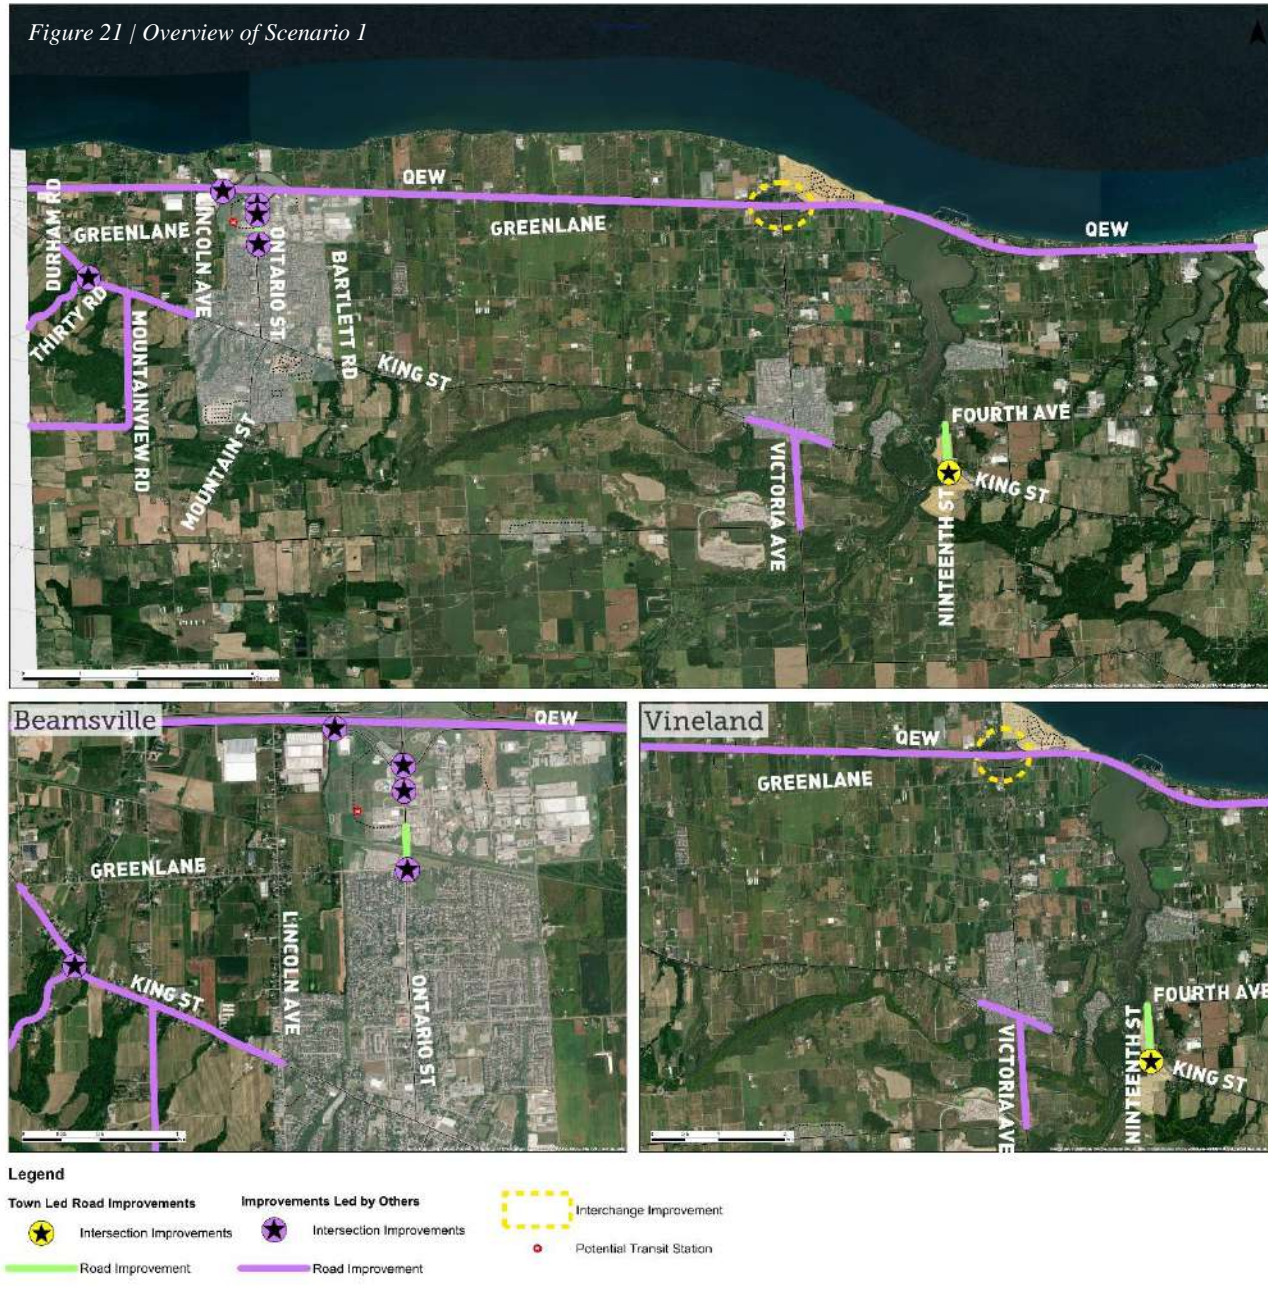 Figure 21 | Overview of Scenario 1
QEW
DURHAM RD
GREENLANE
LINCOLN AVE
ONTARIO ST
GREENLANE
QEW
BARTLETT RD
THIRTY RD
MOUNTAINVIEW RD
KING ST
MOUNTAIN ST
FOURTH AVE
VICTORIA AVE
KING ST
NINTEENTH ST
Beamsville
QEW
GREENLANE
LINCOLN AVE
KING ST
ONTARIO ST
Vineland
QEW
GREENLANE
FOURTH AVE
NINTEENTH ST
VICTORIA AVE
KING ST
Legend
Town Led Road Improvements
Intersection Improvements
Road Improvement
Improvements Led by Others
Intersection Improvements
Road Improvement
Interchange Improvement
Potential Transit Station